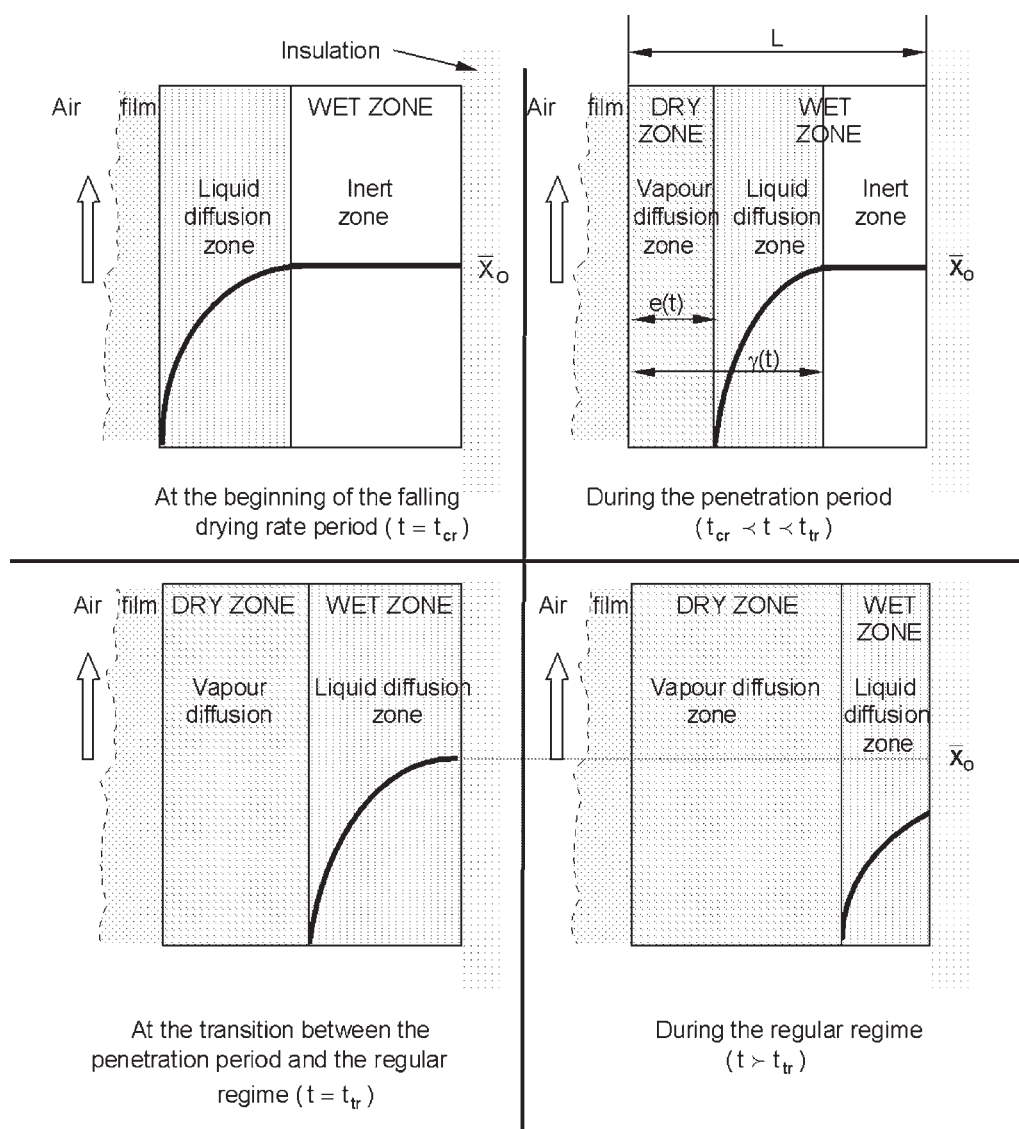 Insulation
Air
film
WET ZONE
Liquid
diffusion
zone
Inert
zone
X̄o
At the beginning of the falling
drying rate period ( t = tcr )
L
Air
film
DRY
ZONE
WET
ZONE
Vapour
diffusion
zone
Liquid
diffusion
zone
Inert
zone
X̄o
e(t)
γ(t)
During the penetration period
( tcr ≺ t ≺ ttr )
Air
film
DRY ZONE
WET ZONE
Vapour
diffusion
Liquid diffusion
zone
At the transition between the
penetration period and the regular
regime ( t = ttr )
Air
film
DRY ZONE
WET
ZONE
Vapour diffusion
zone
Liquid
diffusion
zone
X̄o
During the regular regime
( t ≻ ttr )